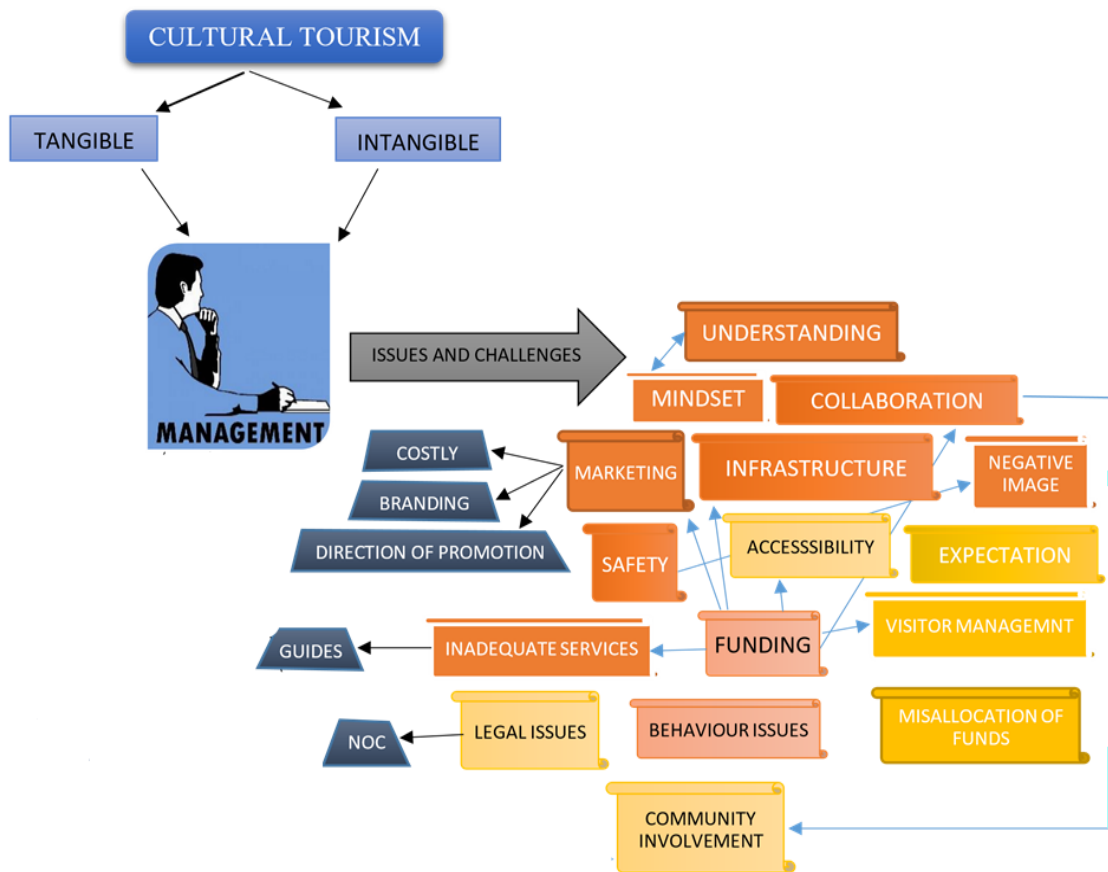 CULTURAL TOURISM
TANGIBLE
INTANGIBLE
MANAGEMENT
ISSUES AND CHALLENGES
UNDERSTANDING
MINDSET
COLLABORATION
COSTLY
BRANDING
DIRECTION OF PROMOTION
MARKETING
INFRASTRUCTURE
NEGATIVE
IMAGE
SAFETY
ACCESSSIBILITY
EXPECTATION
GUIDES
INADEQUATE SERVICES
FUNDING
VISITOR MANAGEMNT
NOC
LEGAL ISSUES
BEHAVIOUR ISSUES
MISALLOCATION OF
FUNDS
COMMUNITY
INVOLVEMENT